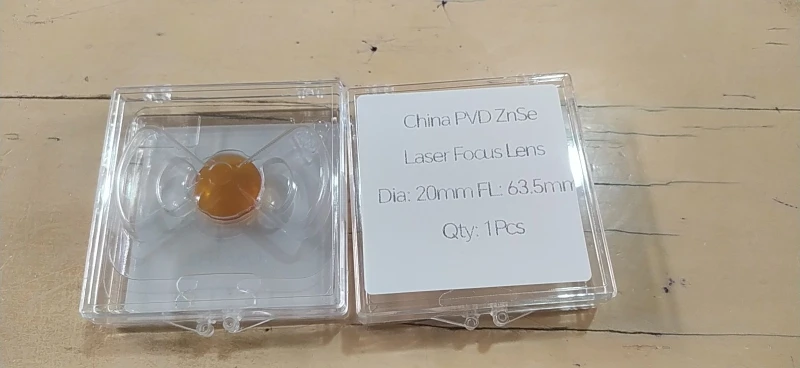 China PVD ZnSe
Laser Focus Lens
Dia: 20mm FL: 63.5mm
Qty: 1Pcs